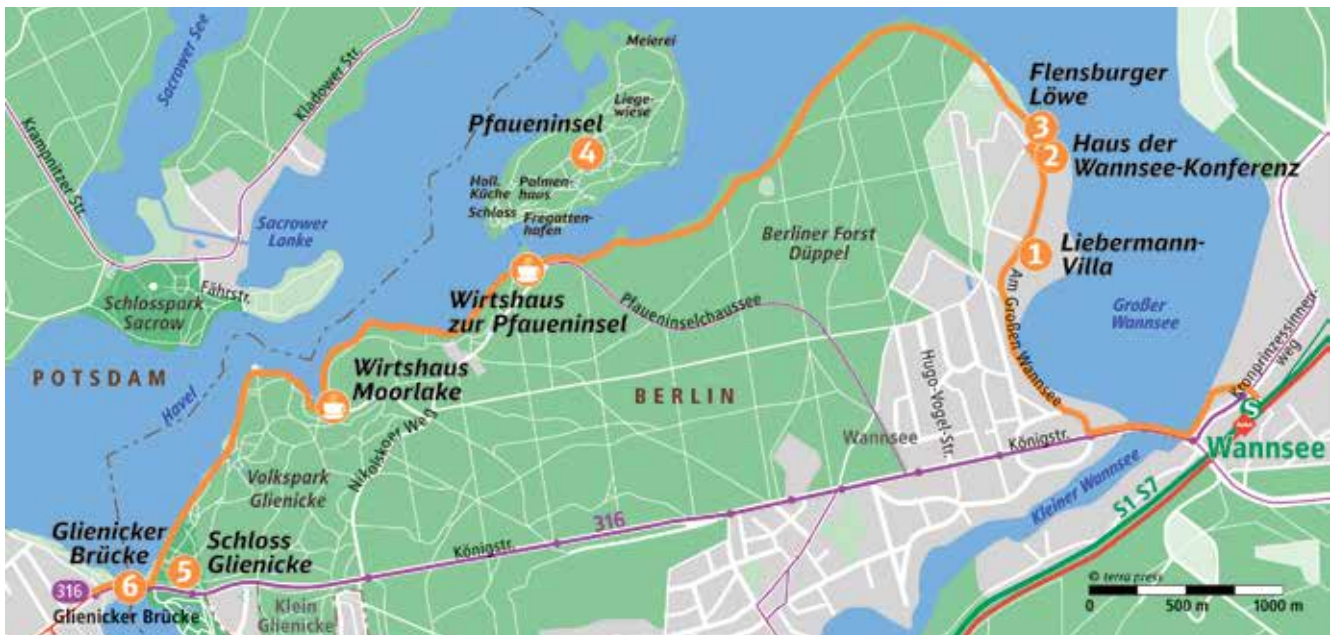 Sacrower See
Kladower Str.
Krampnitzer Str.
Meierei
Liege-
wiese
Pfaueninsel
4
Holl.
Küche
Palmen-
haus
Schloss
Fregatten-
hafen
Flensburger
Löwe
3
2
Haus der
Wannsee-Konferenz
1
Liebermann-
Villa
Sacrower
Lanke
Fährstr.
Schlosspark
Sacrow
Berliner Forst
Düppel
Am Großen Wannsee
Großer
Wannsee
Kronprinzessinnen-
weg
Wirtshaus
zur Pfaueninsel
Pfaueninselchaussee
Wirtshaus
Moorlake
POTSDAM
Havel
BERLIN
Hugo-Vogel-Str.
Wannsee
Königstr.
S
Wannsee
Nikolskoer Weg
Volkspark
Glienicke
Kleiner Wannsee
S1 S7
316
Glienicker
Brücke
Schloss
Glienicke
5
6
316
Königstr.
Glienicker Brücke
Klein
Glienicke
© terra press
0 500 m 1000 m